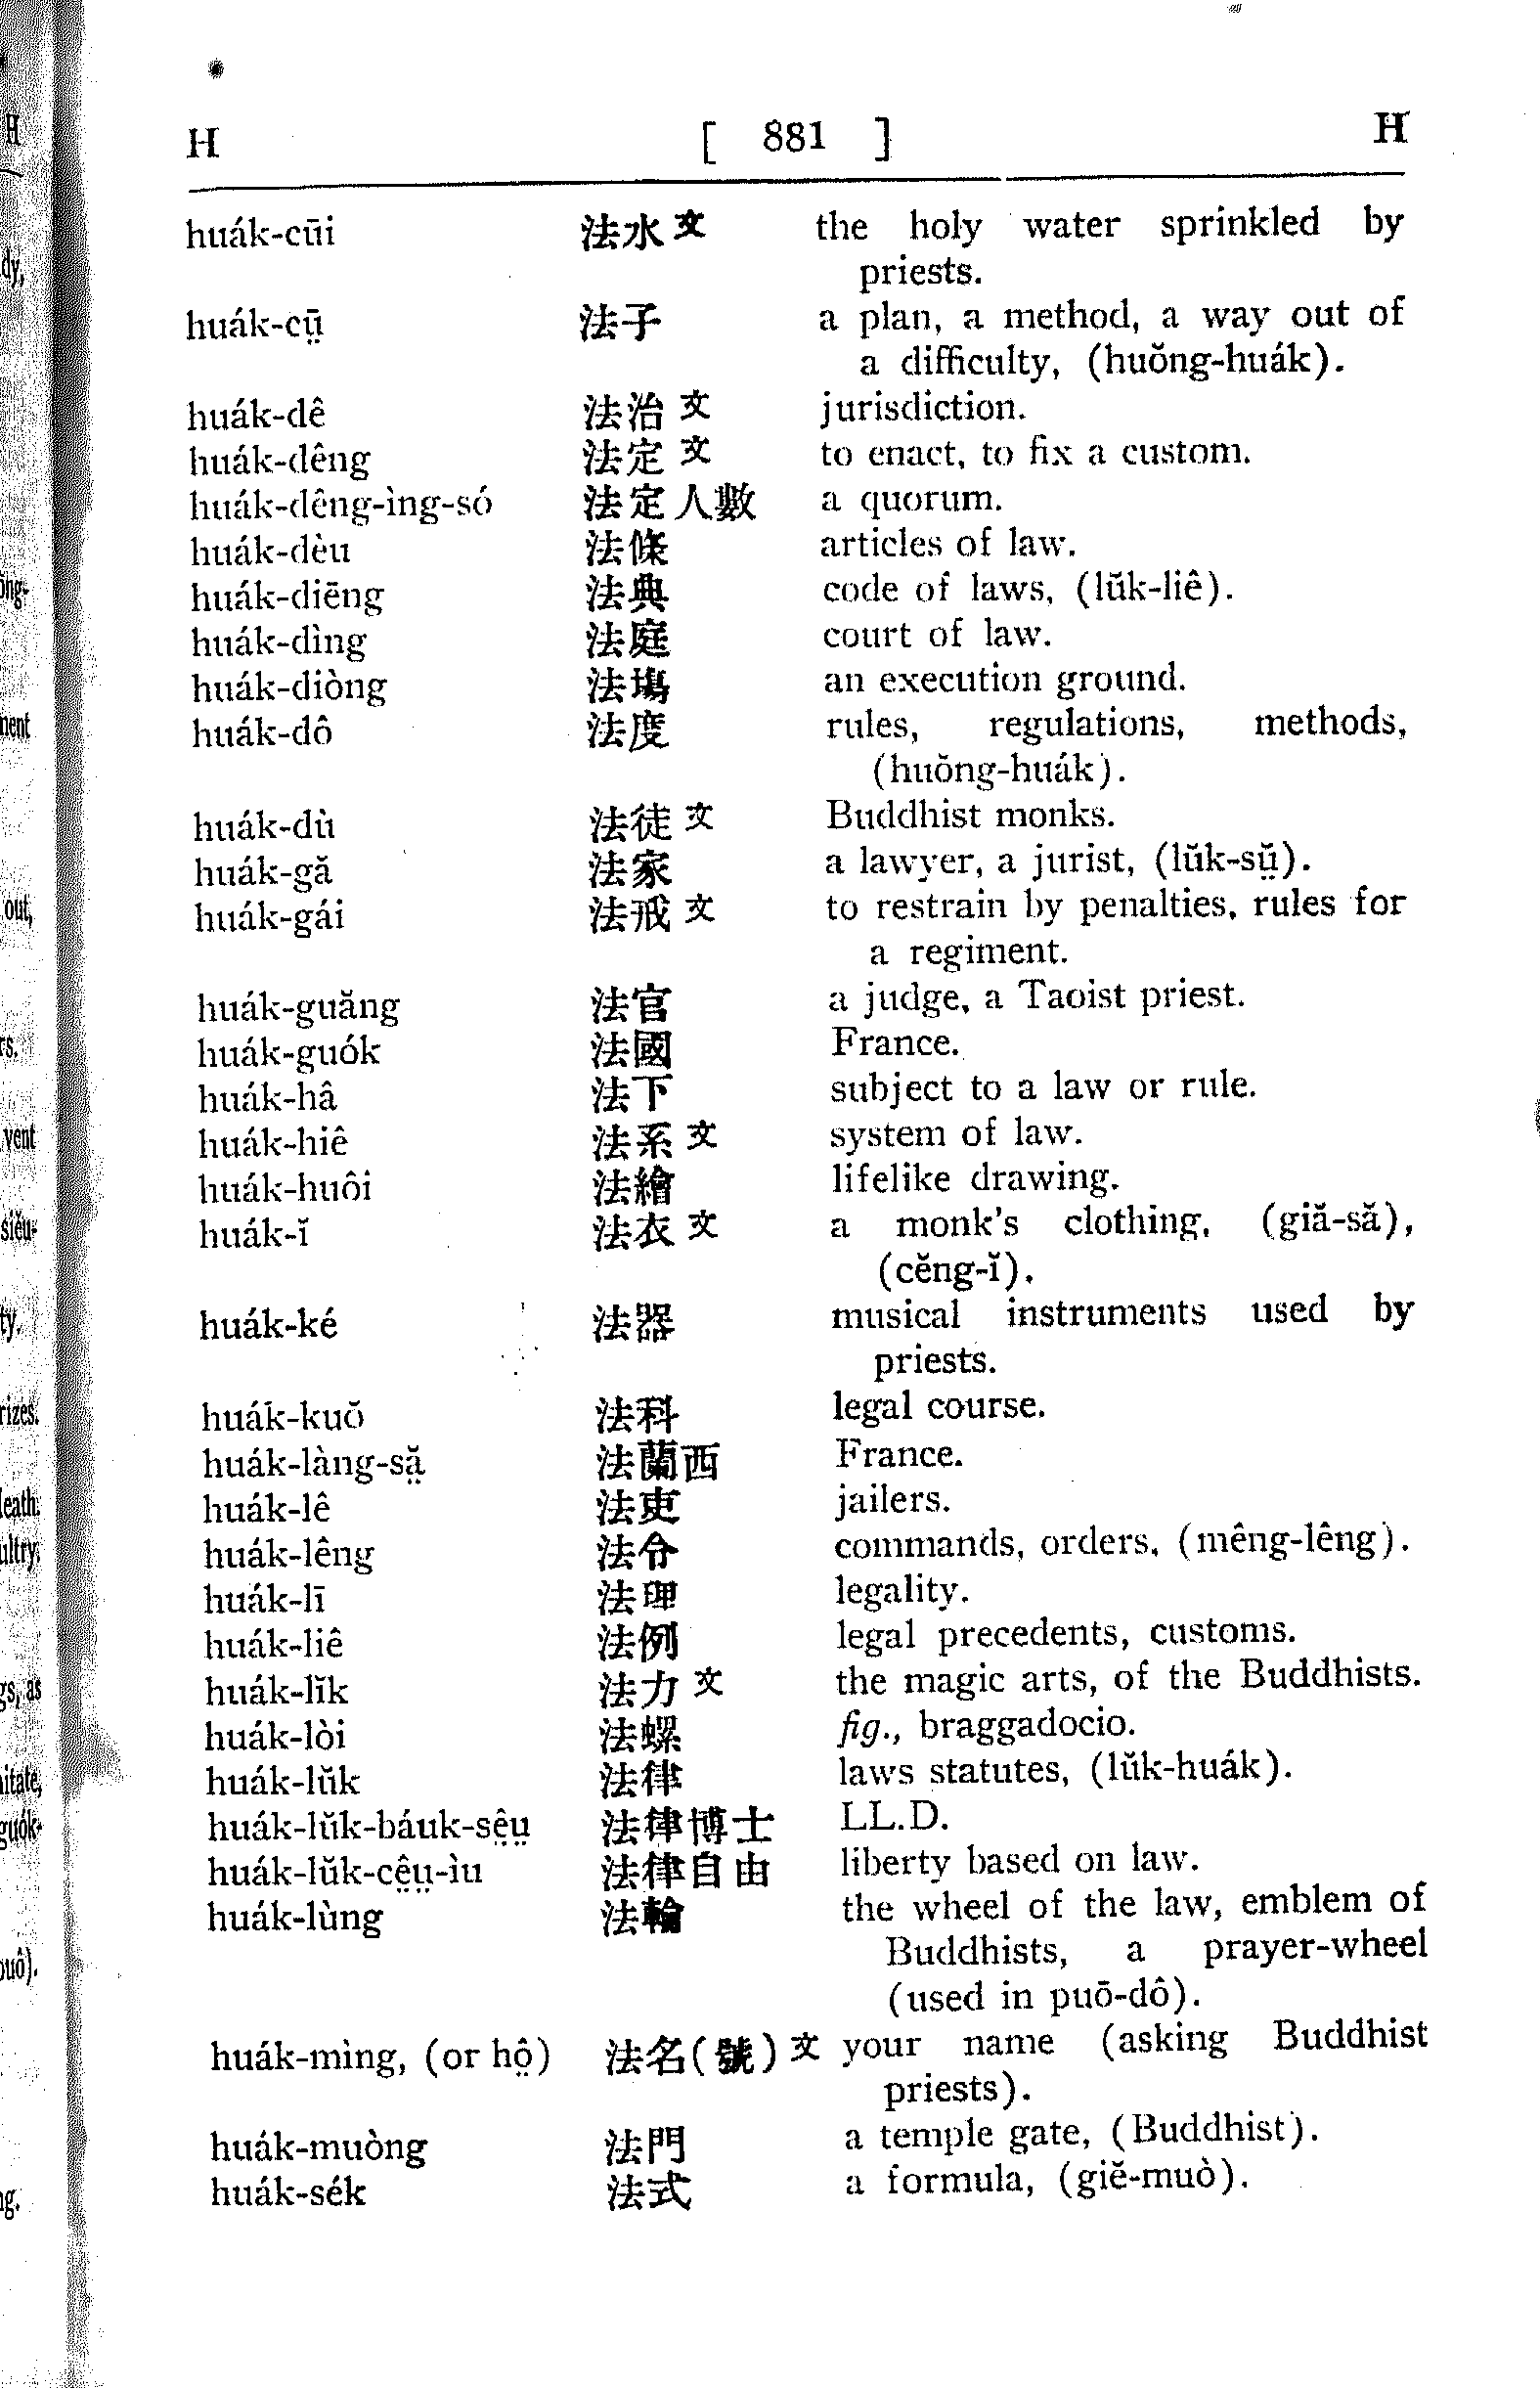 H [ 881 ] H
huák-cūi 法水文 the holy water sprinkled by
priests.
huák-cṳ̄ 法子 a plan, a method, a way out of
a difficulty, (huŏng-huák).
huák-dê 法治文 jurisdiction.
huák-dêng 法定文 to enact, to fix a custom.
huák-dêng-ìng-só 法定人數 a quorum.
huák-dèu 法條 articles of law.
huák-diēng 法典 code of laws, (lŭk-liê).
huák-dìng 法庭 court of law.
huák-diòng 法塲 an execution ground.
huák-dô 法度 rules, regulations, methods,
(huŏng-huák).
huák-dù 法徒文 Buddhist monks.
huák-gă 法家 a lawyer, a jurist, (lŭk-sṳ̆).
huák-gái 法戒文 to restrain by penalties, rules for
a regiment.
huák-guăng 法官 a judge, a Taoist priest.
huák-guók 法國 France.
huák-hâ 法下 subject to a law or rule.
huák-hiê 法系文 system of law.
huák-huôi 法繪 lifelike drawing.
huák-ĭ 法衣文 a monk's clothing, (giă-să),
(cĕng-ĭ).
huák-ké 法器 musical instruments used by
priests.
huák-kuŏ 法科 legal course.
huák-làng-să̤ 法蘭西 France.
huák-lê 法吏 jailers.
huák-lêng 法令 commands, orders, (mêng-lêng).
huák-lī 法理 legality.
huák-liê 法例 legal precedents, customs.
huák-lĭk 法力文 the magic arts, of the Buddhists.
huák-lòi 法螺 fig., braggadocio.
huák-lŭk 法律 laws statutes, (lŭk-huák).
huák-lŭk-báuk-sê̤ṳ 法律博士 LL.D.
huák-lŭk-cê̤ṳ-ìu 法律自由 liberty based on law.
huák-lùng 法輪 the wheel of the law, emblem of
Buddhists, a prayer-wheel
(used in puō-dô).
huák-mìng, (or hô̤) 法名(號)文 your name (asking Buddhist
priests).
huák-muòng 法門 a temple gate, (Buddhist).
huák-sék 法式 a formula, (giĕ-muò).